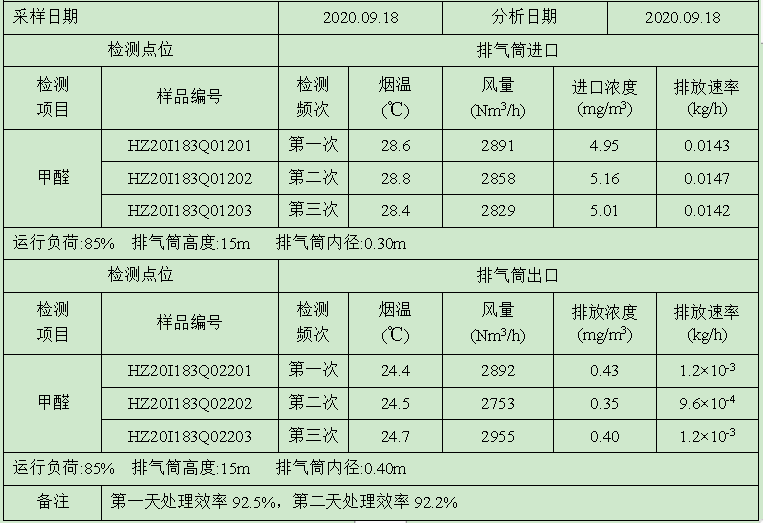 采样日期 2020.09.18 分析日期 2020.09.18
检测点位 排气筒进口
检测项目 样品编号 检测频次 烟温(℃) 风量(Nm³/h) 进口浓度(mg/m³) 排放速率(kg/h)
甲醛 HZ20I183Q01201 第一次 28.6 2891 4.95 0.0143
HZ20I183Q01202 第二次 28.8 2858 5.16 0.0147
HZ20I183Q01203 第三次 28.4 2829 5.01 0.0142
运行负荷:85% 排气筒高度:15m 排气筒内径:0.30m
检测点位 排气筒出口
检测项目 样品编号 检测频次 烟温(℃) 风量(Nm³/h) 排放浓度(mg/m³) 排放速率(kg/h)
甲醛 HZ20I183Q02201 第一次 24.4 2892 0.43 1.2×10⁻³
HZ20I183Q02202 第二次 24.5 2753 0.35 9.6×10⁻⁴
HZ20I183Q02203 第三次 24.7 2955 0.40 1.2×10⁻³
运行负荷:85% 排气筒高度:15m 排气筒内径:0.40m
备注 第一天处理效率 92.5%，第二天处理效率 92.2%